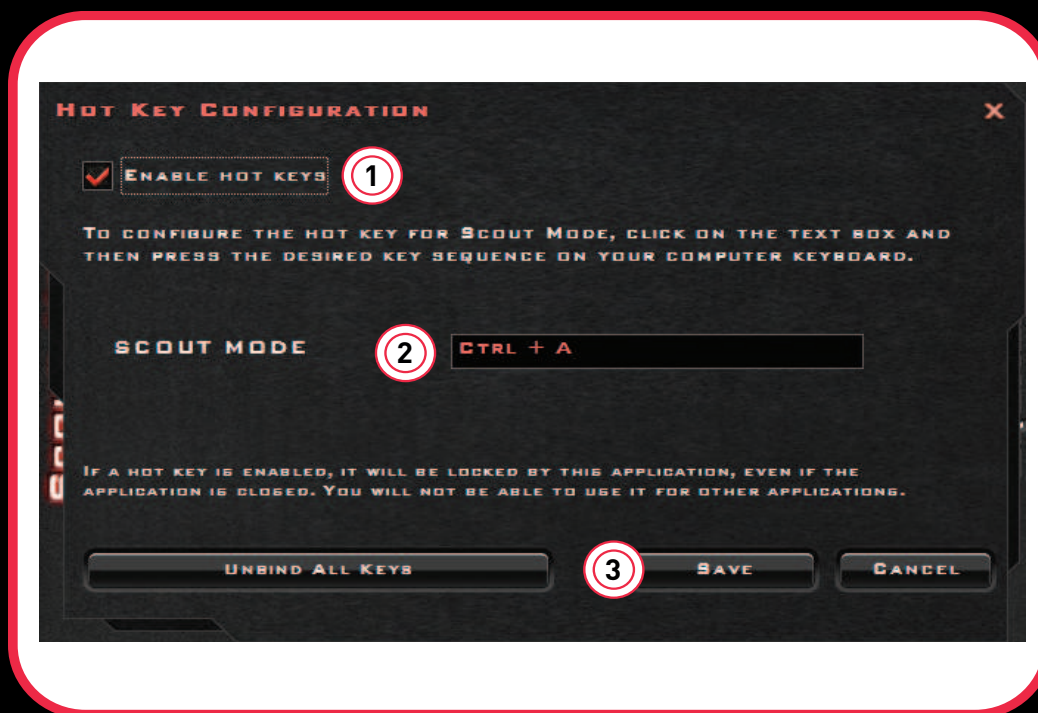 Hot Key Configuration x
Enable hot keys 1
To configure the hot key for Scout Mode, click on the text box and
then press the desired key sequence on your computer keyboard.
SCOUT MODE 2 Ctrl + A
If a hot key is enabled, it will be locked by this application, even if the
application is closed. You will not be able to use it for other applications.
Unbind All Keys 3 Save Cancel